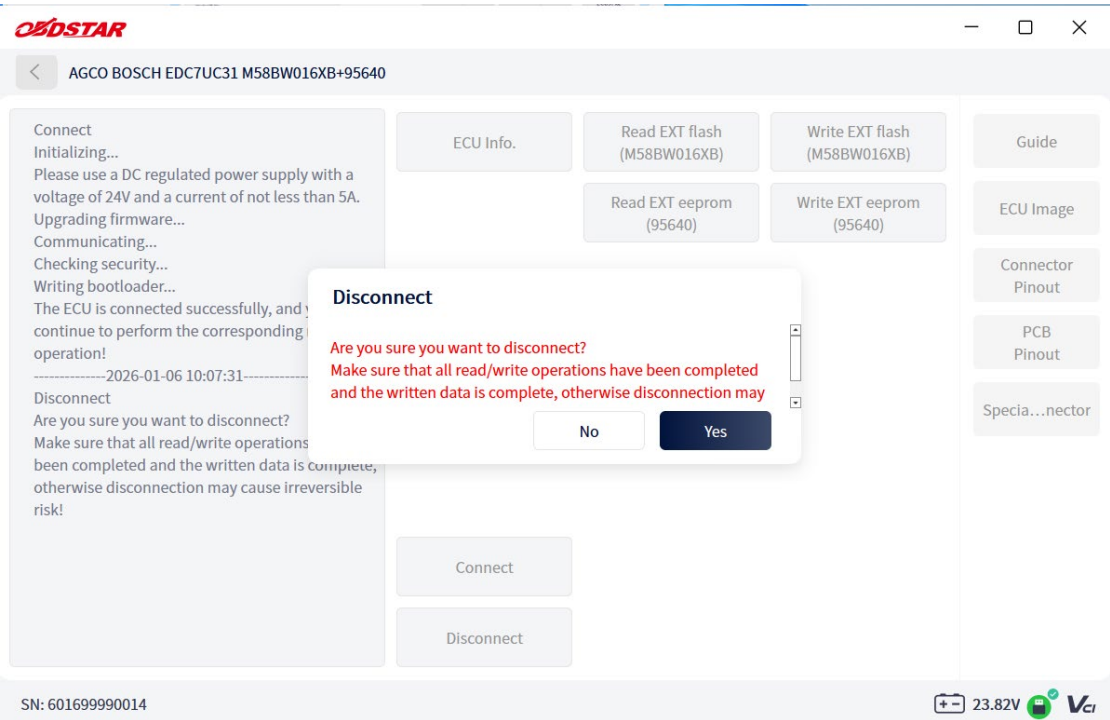 OBDSTAR
AGCO BOSCH EDC7UC31 M58BW016XB+95640
Connect
Initializing...
Please use a DC regulated power supply with a
voltage of 24V and a current of not less than 5A.
Upgrading firmware...
Communicating...
Checking security...
Writing bootloader...
The ECU is connected successfully, and
continue to perform the corresponding
operation!
--------------2026-01-06 10:07:31-------------
Disconnect
Are you sure you want to disconnect?
Make sure that all read/write operations
been completed and the written data is complete,
otherwise disconnection may cause irreversible
risk!
ECU Info.
Read EXT flash
(M58BW016XB)
Write EXT flash
(M58BW016XB)
Read EXT eeprom
(95640)
Write EXT eeprom
(95640)
Disconnect
Are you sure you want to disconnect?
Make sure that all read/write operations have been completed
and the written data is complete, otherwise disconnection may
No
Yes
Connect
Disconnect
Guide
ECU Image
Connector
Pinout
PCB
Pinout
Specia...nector
SN: 601699990014
23.82V
VCI